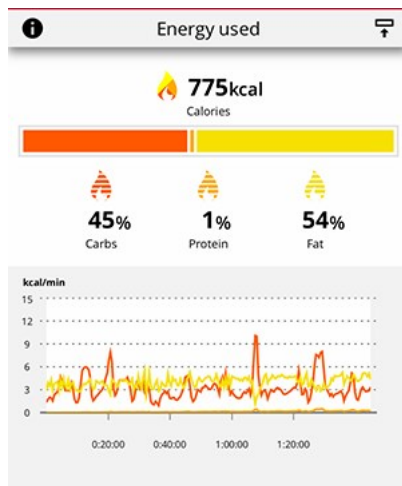 i Energy used
775kcal
Calories
45% 1% 54%
Carbs Protein Fat
kcal/min
15
12
9
6
3
0
0:20:00 0:40:00 1:00:00 1:20:00